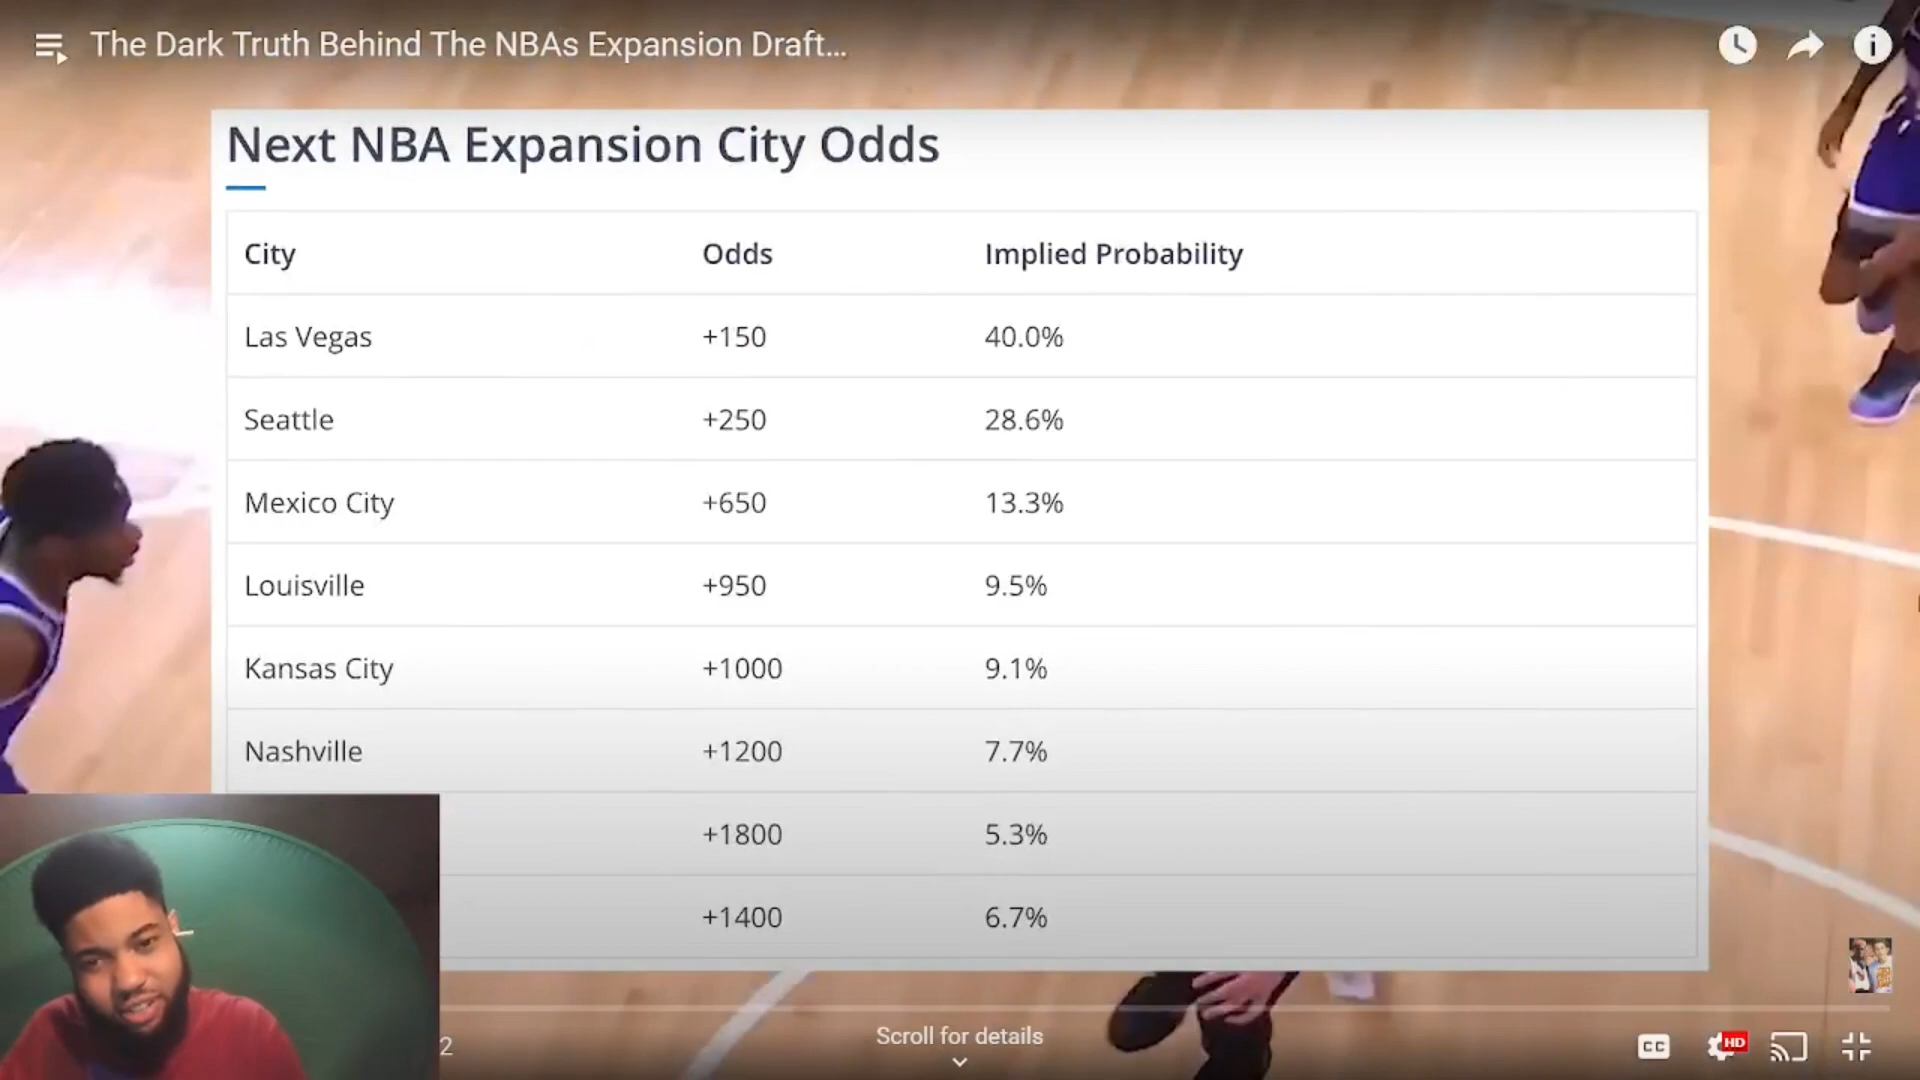 The Dark Truth Behind The NBAs Expansion Draft...
Next NBA Expansion City Odds
City Odds Implied Probability
Las Vegas +150 40.0%
Seattle +250 28.6%
Mexico City +650 13.3%
Louisville +950 9.5%
Kansas City +1000 9.1%
Nashville +1200 7.7%
+1800 5.3%
+1400 6.7%
2
Scroll for details
CC
HD